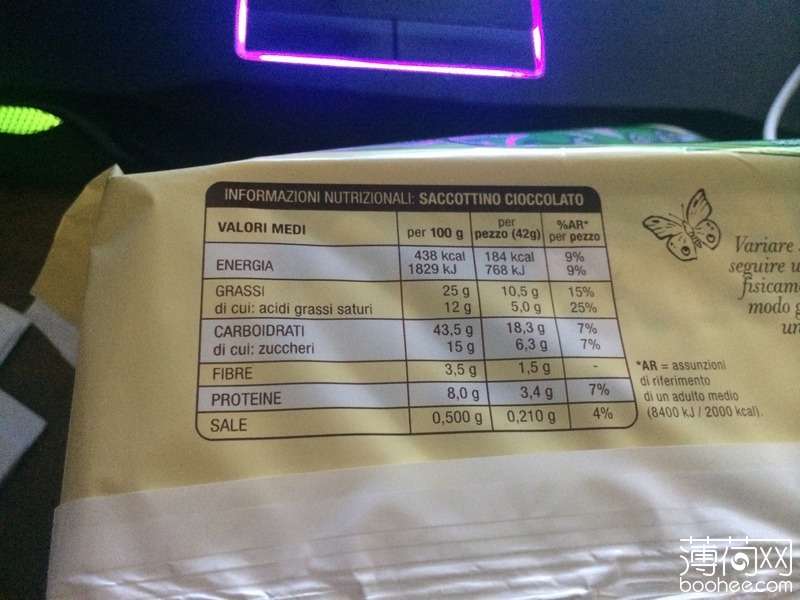 INFORMAZIONI NUTRIZIONALI: SACCOTTINO CIOCCOLATO
VALORI MEDI per 100 g per pezzo (42g) %AR* per pezzo
ENERGIA 438 kcal 184 kcal 9%
1829 kJ 768 kJ 9%
GRASSI 25 g 10,5 g 15%
di cui: acidi grassi saturi 12 g 5,0 g 25%
CARBOIDRATI 43,5 g 18,3 g 7%
di cui: zuccheri 15 g 6,3 g 7%
FIBRE 3,5 g 1,5 g -
PROTEINE 8,0 g 3,4 g 7%
SALE 0,500 g 0,210 g 4%
*AR = assunzioni
di riferimento
di un adulto medio
(8400 kJ / 2000 kcal).
Variare
seguire
modo
薄荷网
boohee.com